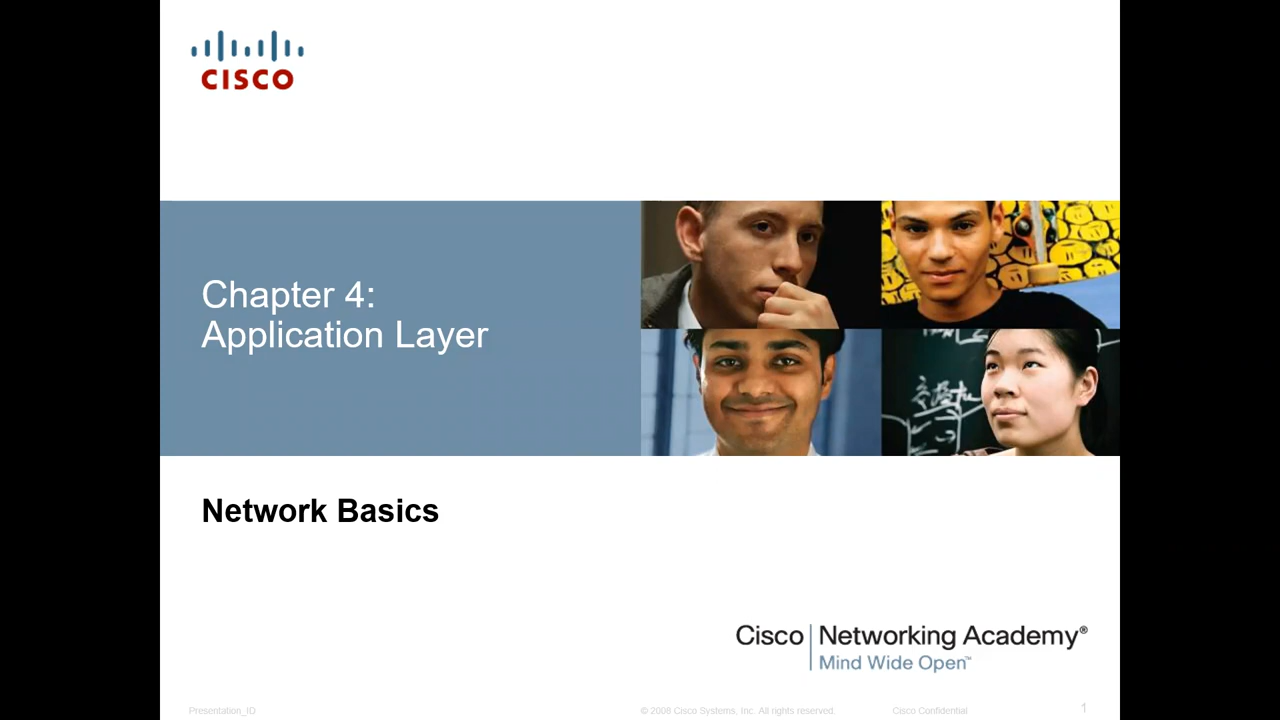 CISCO
Chapter 4:
Application Layer
Network Basics
Cisco Networking Academy®
Mind Wide Open™
Presentation_ID
© 2008 Cisco Systems, Inc. All rights reserved.
Cisco Confidential
1